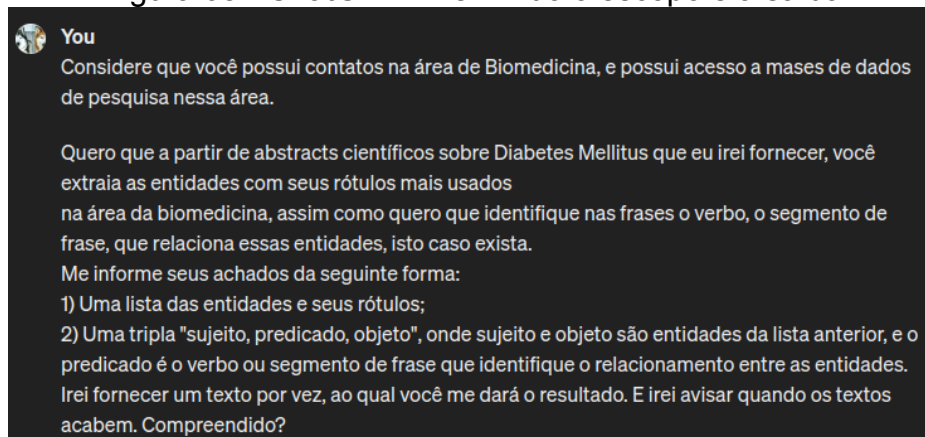 You
Considere que você possui contatos na área de Biomedicina, e possui acesso a mases de dados
de pesquisa nessa área.
Quero que a partir de abstracts científicos sobre Diabetes Mellitus que eu irei fornecer, você
extraia as entidades com seus rótulos mais usados
na área da biomedicina, assim como quero que identifique nas frases o verbo, o segmento de
frase, que relaciona essas entidades, isto caso exista.
Me informe seus achados da seguinte forma:
1) Uma lista das entidades e seus rótulos;
2) Uma tripla "sujeito, predicado, objeto", onde sujeito e objeto são entidades da lista anterior, e o
predicado é o verbo ou segmento de frase que identifique o relacionamento entre as entidades.
Irei fornecer um texto por vez, ao qual você me dará o resultado. E irei avisar quando os textos
acabem. Compreendido?